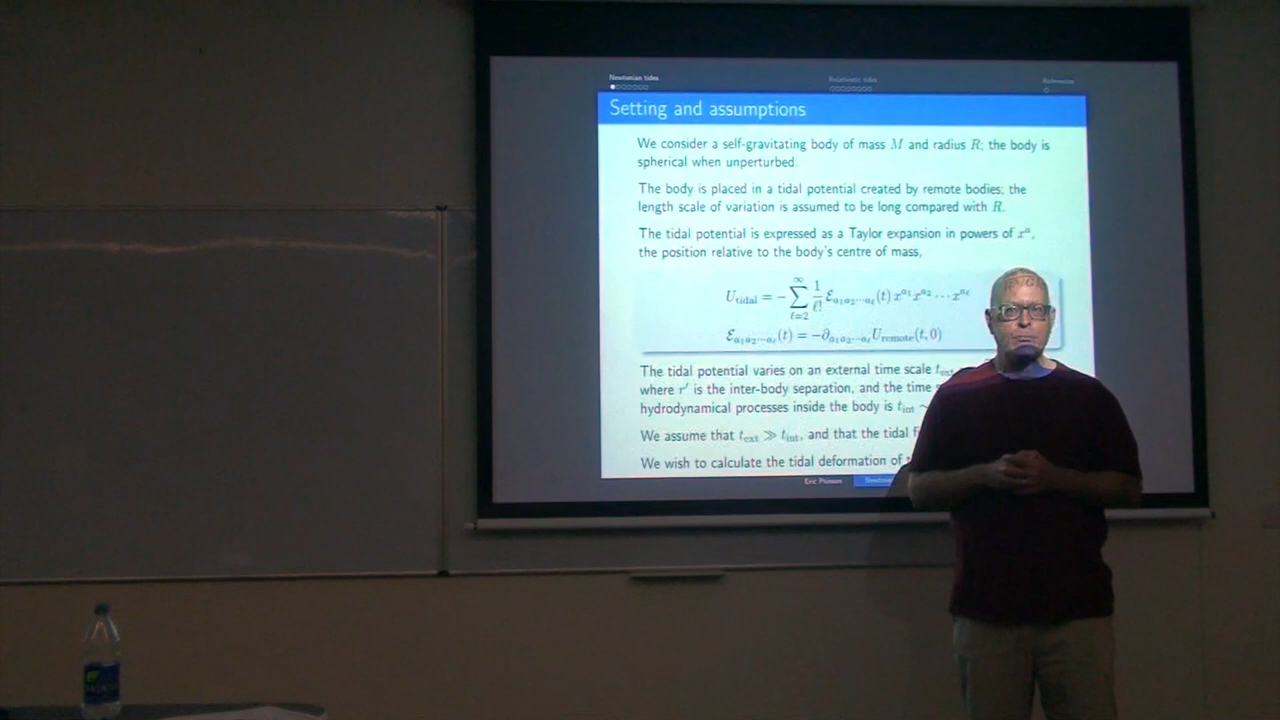 Newtonian tides Relativistic tides References
Setting and assumptions
We consider a self-gravitating body of mass M and radius R; the body is
spherical when unperturbed.
The body is placed in a tidal potential created by remote bodies; the
length scale of variation is assumed to be long compared with R.
The tidal potential is expressed as a Taylor expansion in powers of xᵃ,
the position relative to the body's centre of mass,
U_tidal = −∑_{ℓ=2}^{∞} 1/ℓ! ℰ_{a₁a₂⋯a_ℓ}(t) x^{a₁}x^{a₂}⋯x^{a_ℓ}
ℰ_{a₁a₂⋯a_ℓ}(t) = −∂_{a₁a₂⋯a_ℓ}U_remote(t,0)
The tidal potential varies on an external time scale t_ext
where r′ is the inter-body separation, and the time
hydrodynamical processes inside the body is t_int ∼
We assume that t_ext ≫ t_int, and that the tidal
We wish to calculate the tidal deformation of
Eric Poisson